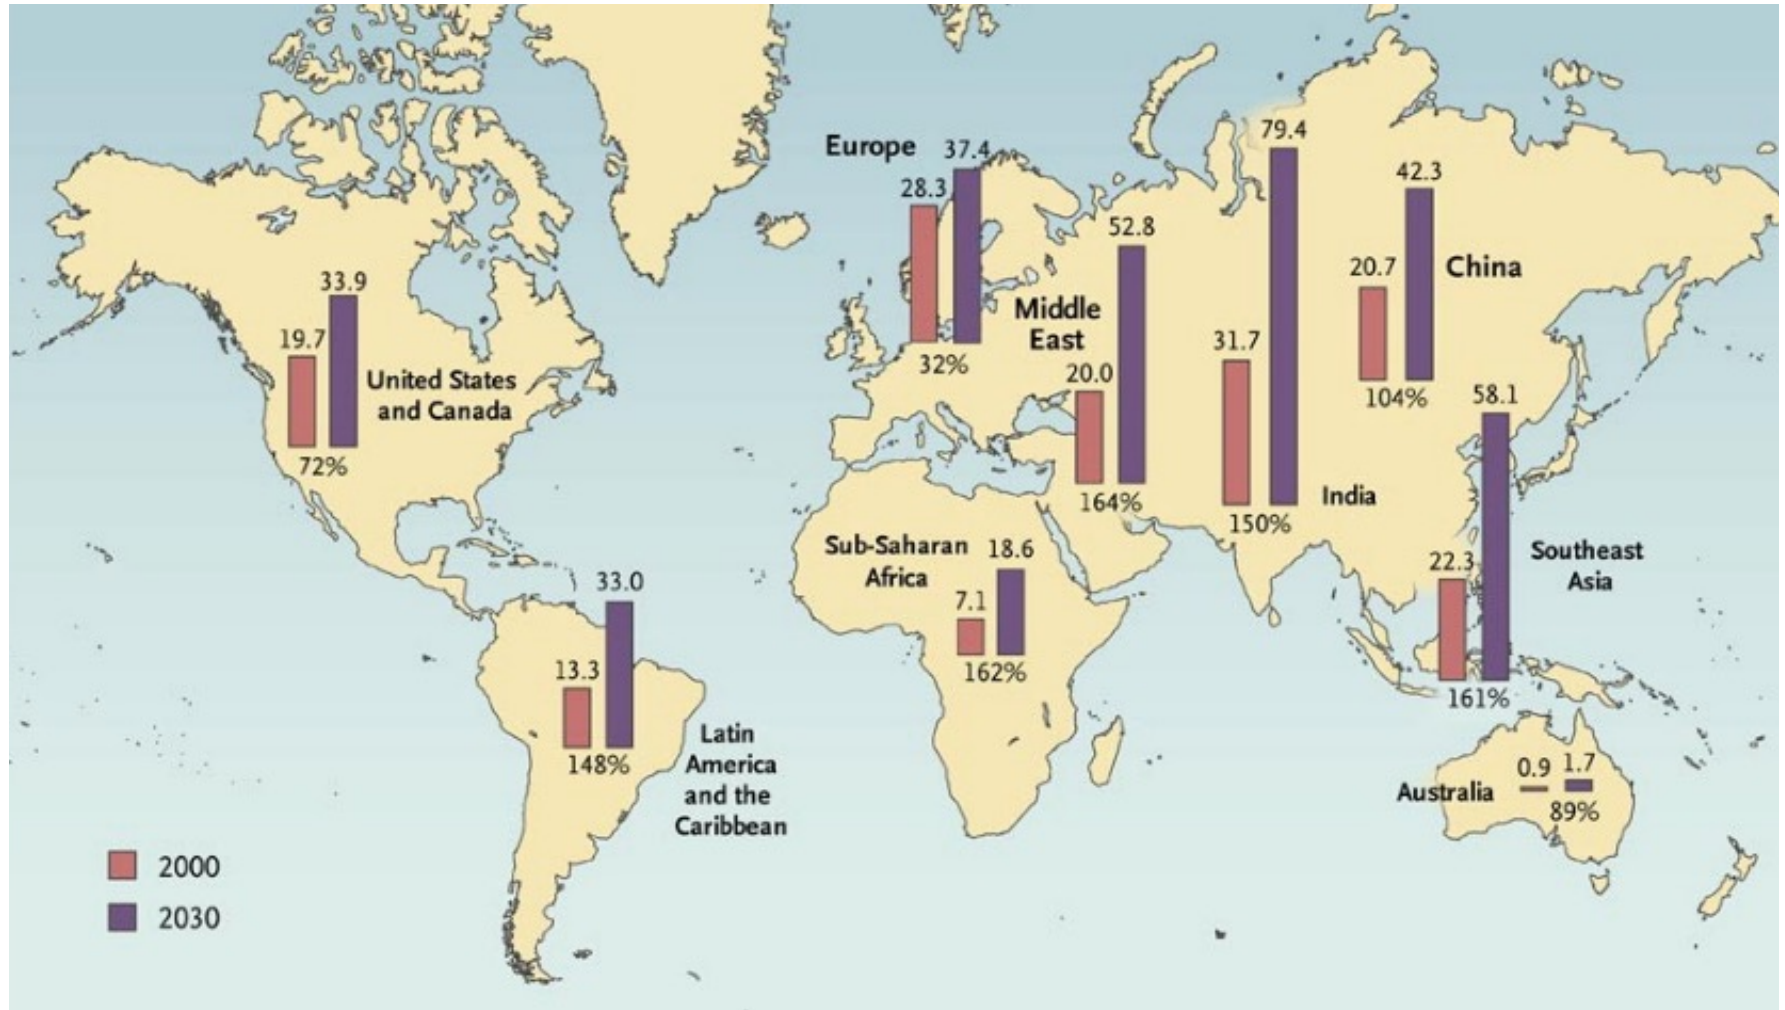 Europe
28.3
37.4
32%
Middle
East
20.0
52.8
164%
31.7
79.4
150%
India
20.7
42.3
104%
China
19.7
33.9
72%
United States
and Canada
Sub-Saharan
Africa
7.1
18.6
162%
22.3
58.1
161%
Southeast
Asia
13.3
33.0
148%
Latin
America
and the
Caribbean
Australia
0.9
1.7
89%
2000
2030